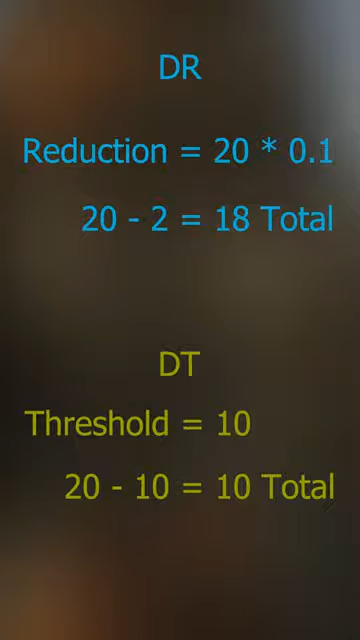 DR
Reduction = 20 * 0.1
20 - 2 = 18 Total
DT
Threshold = 10
20 - 10 = 10 Total